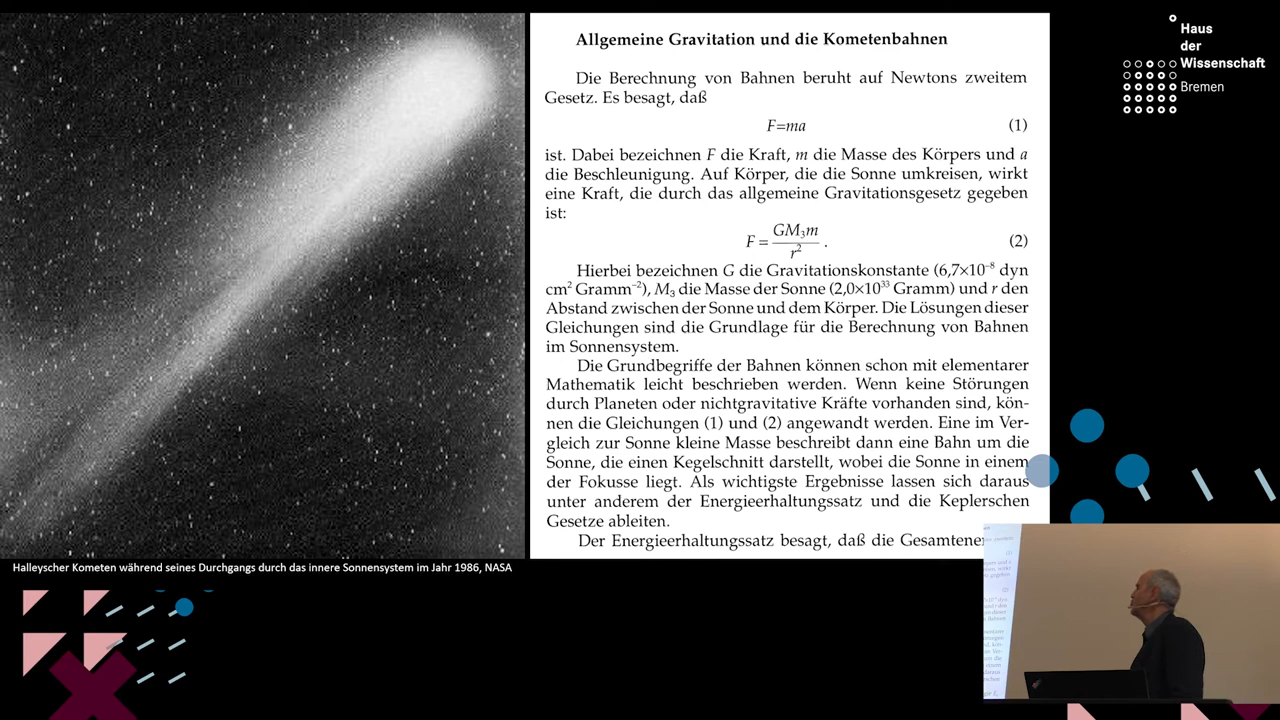 Allgemeine Gravitation und die Kometenbahnen
Die Berechnung von Bahnen beruht auf Newtons zweitem
Gesetz. Es besagt, daß
F=ma (1)
ist. Dabei bezeichnen F die Kraft, m die Masse des Körpers und a
die Beschleunigung. Auf Körper, die die Sonne umkreisen, wirkt
eine Kraft, die durch das allgemeine Gravitationsgesetz gegeben
ist:
F = GM₃m / r² . (2)
Hierbei bezeichnen G die Gravitationskonstante (6,7×10⁻⁸ dyn
cm² Gramm⁻²), M₃ die Masse der Sonne (2,0×10³³ Gramm) und r den
Abstand zwischen der Sonne und dem Körper. Die Lösungen dieser
Gleichungen sind die Grundlage für die Berechnung von Bahnen
im Sonnensystem.
Die Grundbegriffe der Bahnen können schon mit elementarer
Mathematik leicht beschrieben werden. Wenn keine Störungen
durch Planeten oder nichtgravitative Kräfte vorhanden sind, kön-
nen die Gleichungen (1) und (2) angewandt werden. Eine im Ver-
gleich zur Sonne kleine Masse beschreibt dann eine Bahn um die
Sonne, die einen Kegelschnitt darstellt, wobei die Sonne in einem
der Fokusse liegt. Als wichtigste Ergebnisse lassen sich daraus
unter anderem der Energieerhaltungssatz und die Keplerschen
Gesetze ableiten.
Der Energieerhaltungssatz besagt, daß die Gesamtener
Halleyscher Kometen während seines Durchgangs durch das innere Sonnensystem im Jahr 1986, NASA
Haus
der
Wissenschaft
Bremen